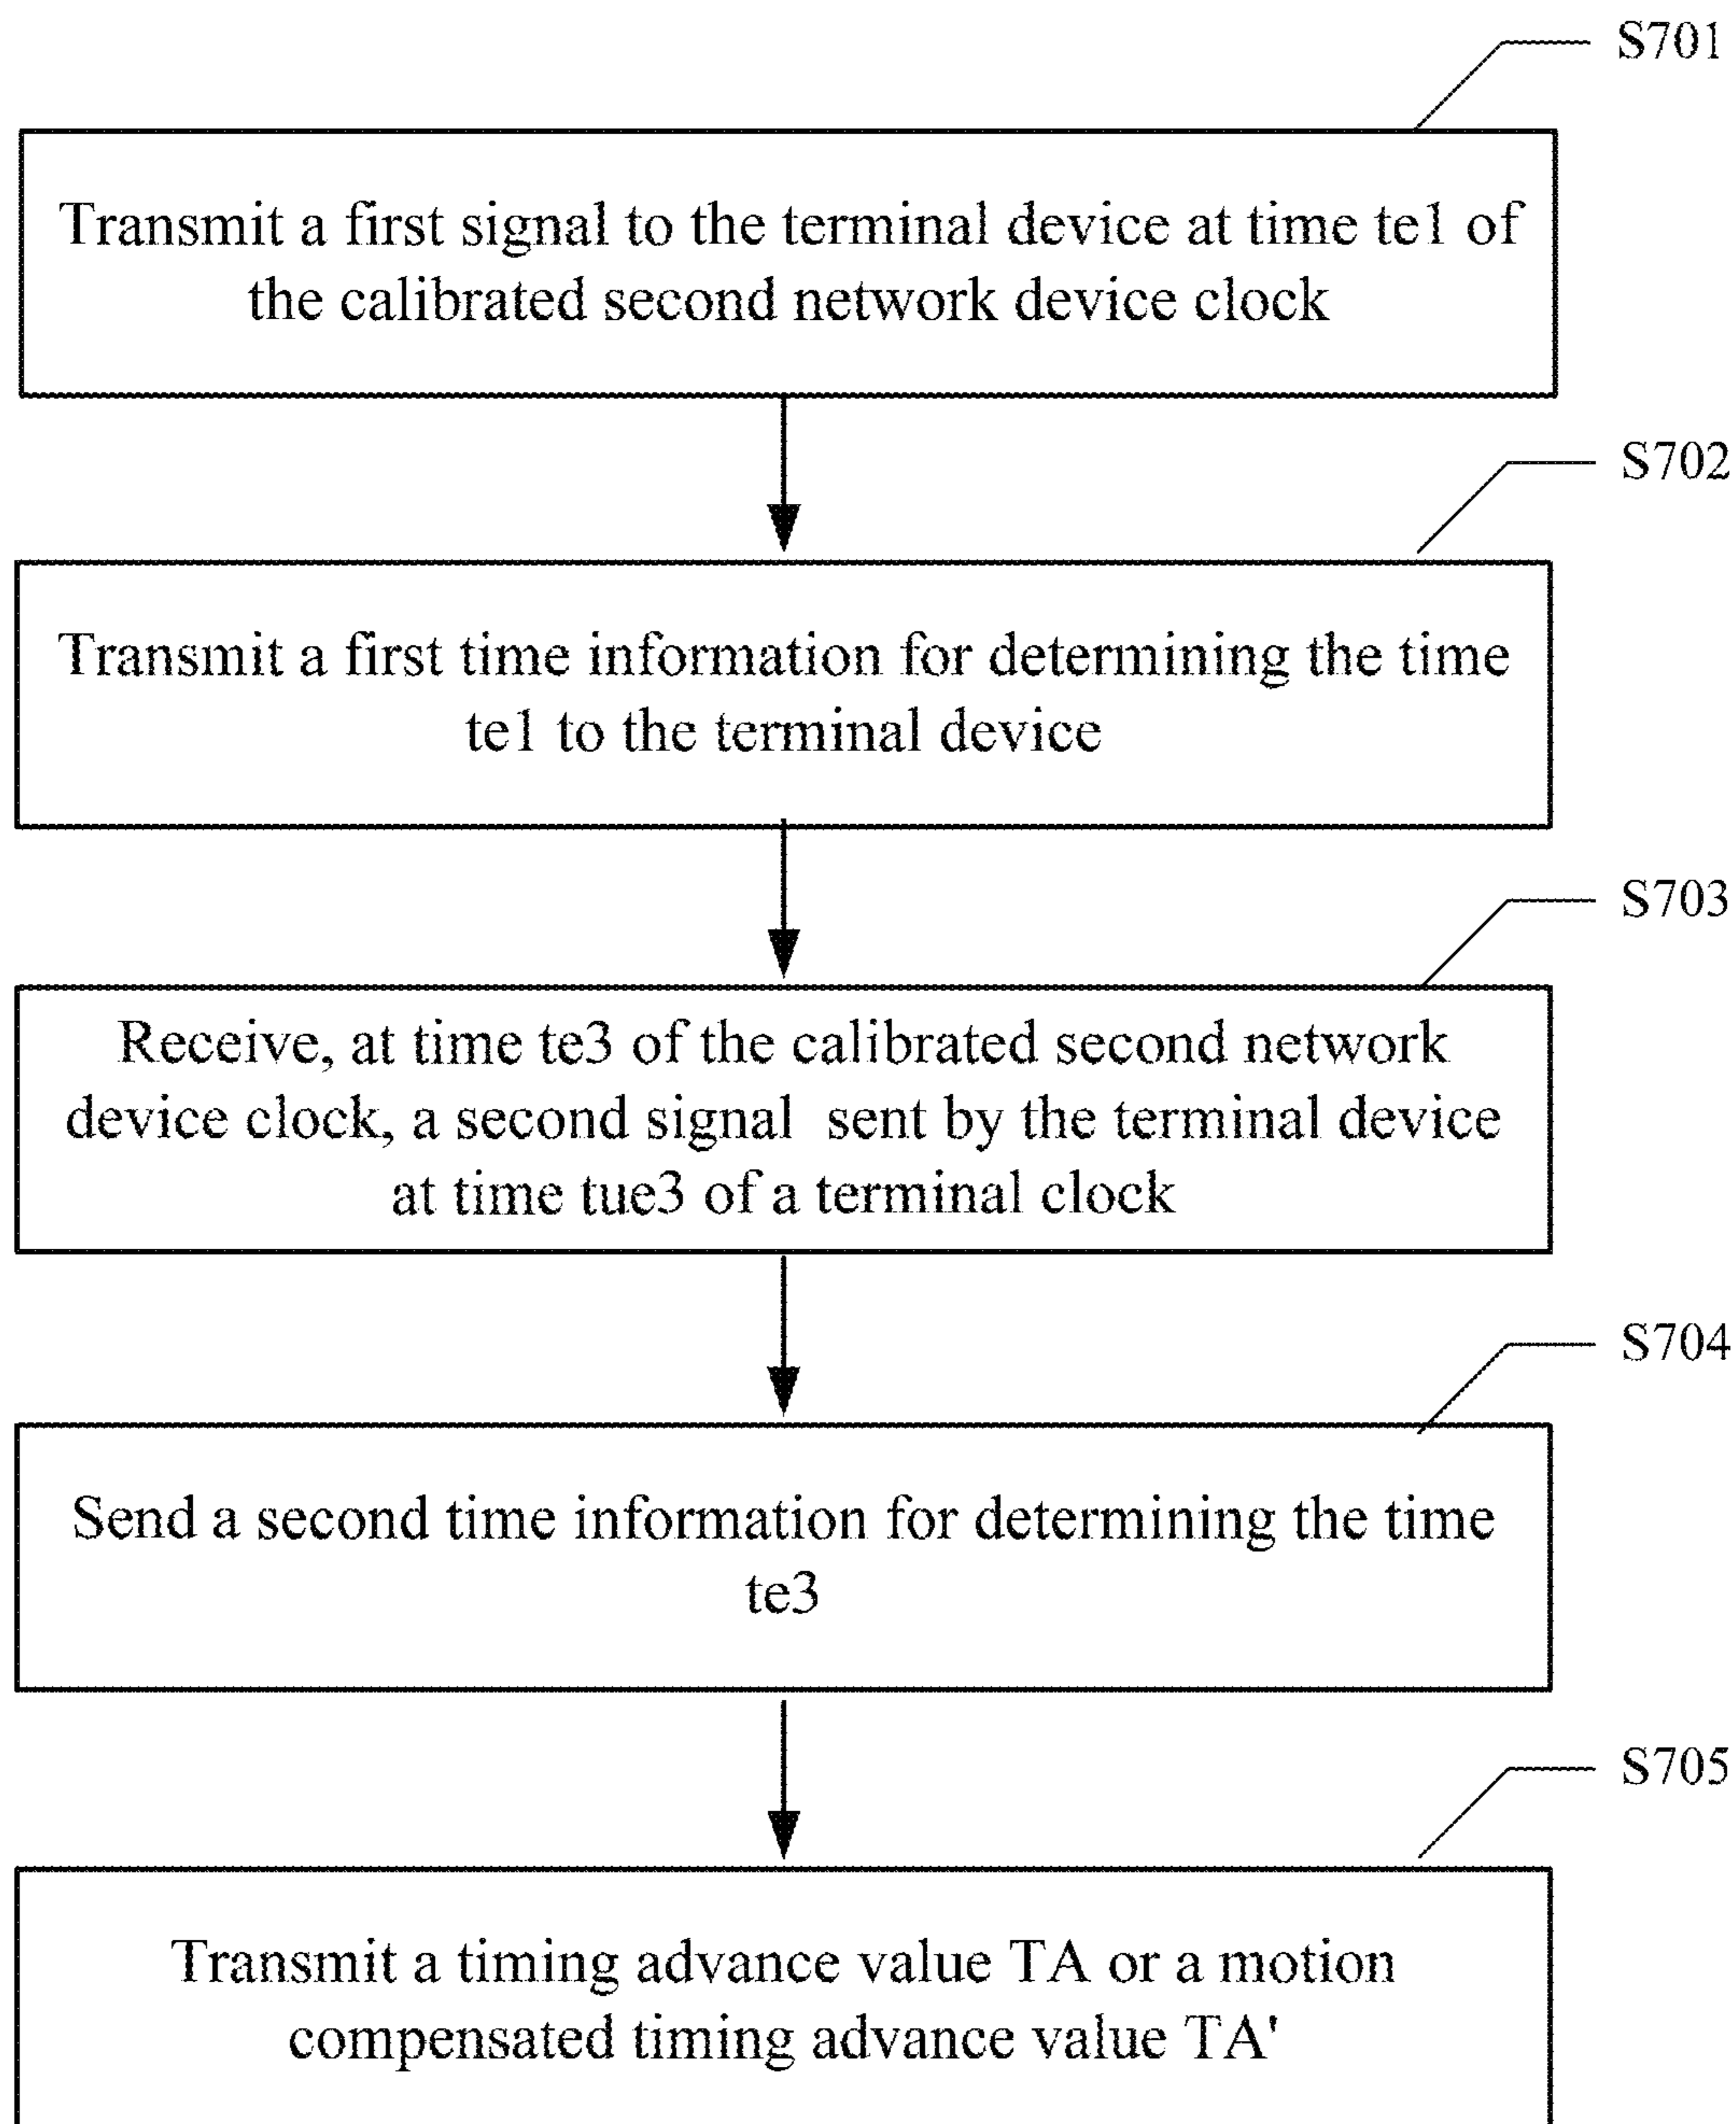 S701
Transmit a first signal to the terminal device at time te1 of
the calibrated second network device clock
S702
Transmit a first time information for determining the time
te1 to the terminal device
S703
Receive, at time te3 of the calibrated second network
device clock, a second signal sent by the terminal device
at time tue3 of a terminal clock
S704
Send a second time information for determining the time
te3
S705
Transmit a timing advance value TA or a motion
compensated timing advance value TA'